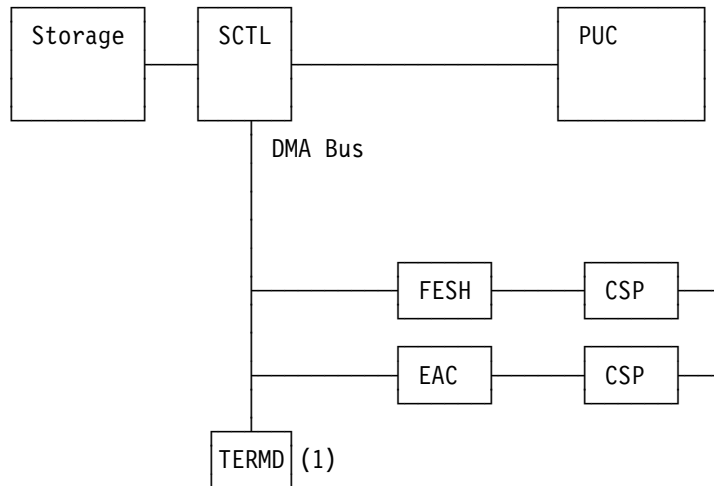 Storage
SCTL
PUC
DMA Bus
FESH
CSP
EAC
CSP
TERMD (1)